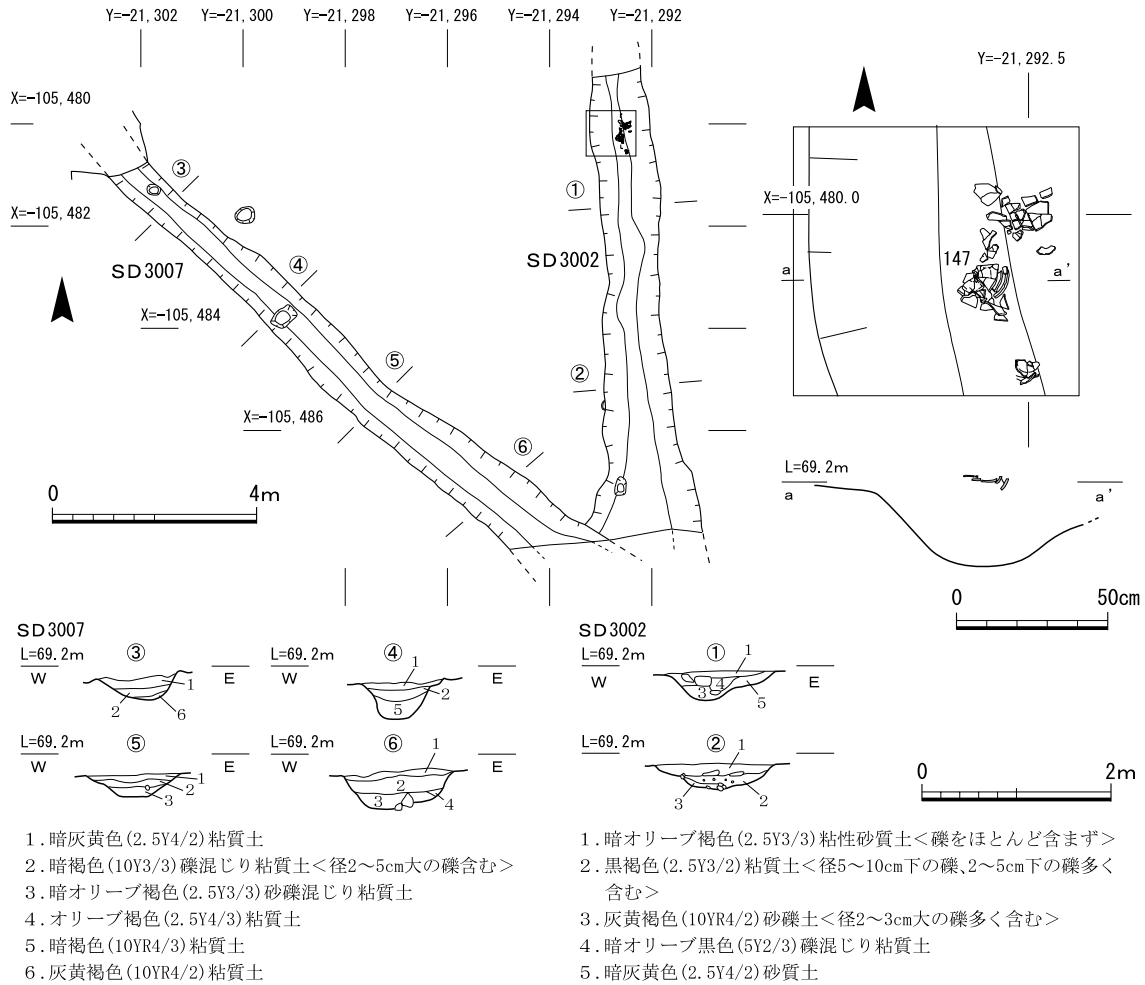 Y=-21,302 Y=-21,300 Y=-21,298 Y=-21,296 Y=-21,294 Y=-21,292
Y=-21,292.5
X=-105,480
③
①
X=-105,480.0
X=-105,482
SD3007
④
SD3002
147
a a'
X=-105,484
⑤
②
X=-105,486
⑥
L=69.2m
a a'
0 4m
0 50cm
SD3007
L=69.2m ③
W E
1
2 6
L=69.2m ④
W E
1
2
5
L=69.2m ⑤
W E
1
2
3
L=69.2m ⑥
W E
1
2
3 4
SD3002
L=69.2m ①
W E
1
4
3 5
L=69.2m ②
1
3 2
0 2m
1.暗灰黄色(2.5Y4/2)粘質土
2.暗褐色(10Y3/3)礫混じり粘質土<径2～5cm大の礫含む>
3.暗オリーブ褐色(2.5Y3/3)砂礫混じり粘質土
4.オリーブ褐色(2.5Y4/3)粘質土
5.暗褐色(10YR4/3)粘質土
6.灰黄褐色(10YR4/2)粘質土
1.暗オリーブ褐色(2.5Y3/3)粘性砂質土<礫をほとんど含まず>
2.黒褐色(2.5Y3/2)粘質土<径5～10cm下の礫、2～5cm下の礫多く
含む>
3.灰黄褐色(10YR4/2)砂礫土<径2～3cm大の礫多く含む>
4.暗オリーブ黒色(5Y2/3)礫混じり粘質土
5.暗灰黄色(2.5Y4/2)砂質土